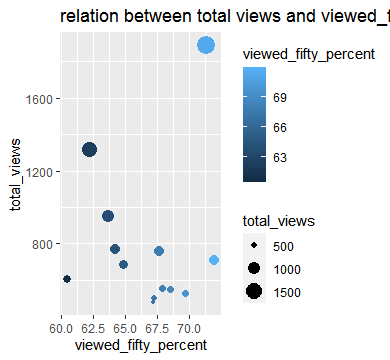 relation between total views and viewed_f
viewed_fifty_percent
69
66
63
total_views
500
1000
1500
total_views
1600
1200
800
60.0 62.5 65.0 67.5 70.0
viewed_fifty_percent